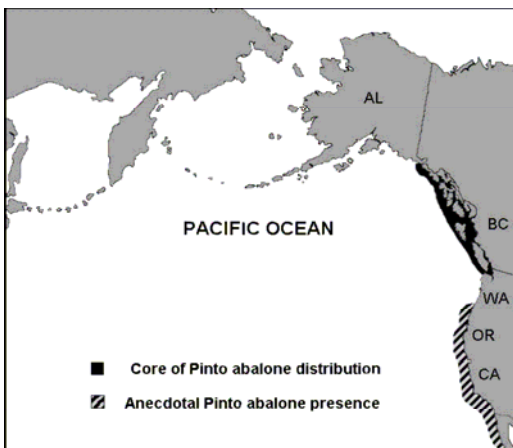 AL
BC
PACIFIC OCEAN
WA
OR
CA
Core of Pinto abalone distribution
Anecdotal Pinto abalone presence